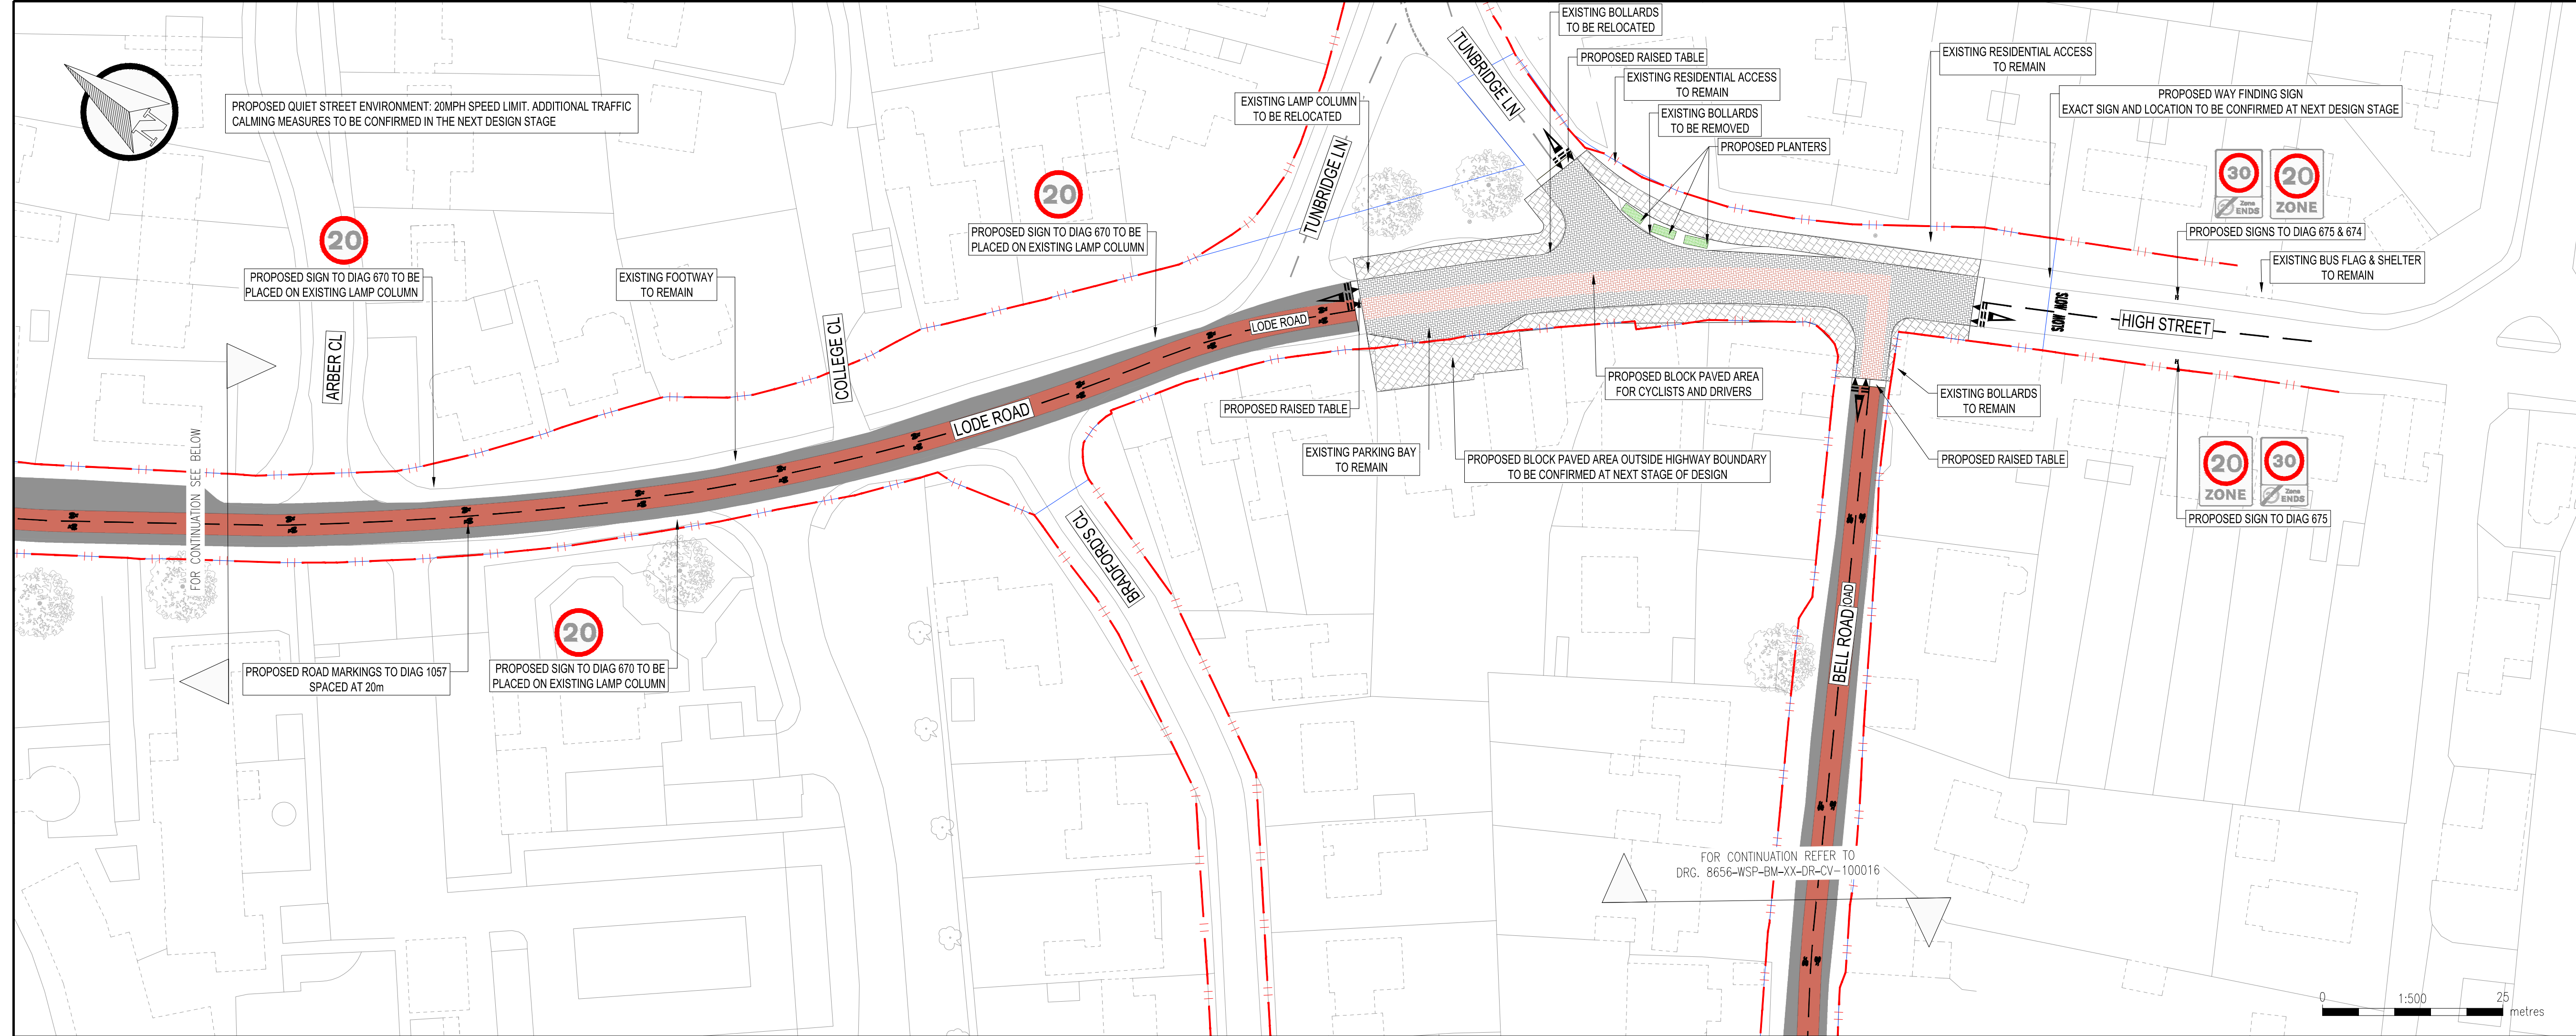 EXISTING BOLLARDS
TO BE RELOCATED
TUNBRIDGE LN
PROPOSED RAISED TABLE
EXISTING RESIDENTIAL ACCESS
TO REMAIN
EXISTING RESIDENTIAL ACCESS
TO REMAIN
PROPOSED QUIET STREET ENVIRONMENT: 20MPH SPEED LIMIT. ADDITIONAL TRAFFIC
CALMING MEASURES TO BE CONFIRMED IN THE NEXT DESIGN STAGE
N
EXISTING LAMP COLUMN
TO BE RELOCATED
EXISTING BOLLARDS
TO BE REMOVED
PROPOSED PLANTERS
PROPOSED WAY FINDING SIGN
EXACT SIGN AND LOCATION TO BE CONFIRMED AT NEXT DESIGN STAGE
TUNBRIDGE LN
30
Zone
ENDS
20
ZONE
PROPOSED SIGNS TO DIAG 675 & 674
20
PROPOSED SIGN TO DIAG 670 TO BE
PLACED ON EXISTING LAMP COLUMN
20
PROPOSED SIGN TO DIAG 670 TO BE
PLACED ON EXISTING LAMP COLUMN
EXISTING FOOTWAY
TO REMAIN
EXISTING BUS FLAG & SHELTER
TO REMAIN
SLOW
SLOW
HIGH STREET
LODE ROAD
ARBER CL
COLLEGE CL
LODE ROAD
PROPOSED RAISED TABLE
PROPOSED BLOCK PAVED AREA
FOR CYCLISTS AND DRIVERS
EXISTING BOLLARDS
TO REMAIN
EXISTING PARKING BAY
TO REMAIN
PROPOSED BLOCK PAVED AREA OUTSIDE HIGHWAY BOUNDARY
TO BE CONFIRMED AT NEXT STAGE OF DESIGN
PROPOSED RAISED TABLE
20
ZONE
30
Zone
ENDS
PROPOSED SIGN TO DIAG 675
FOR CONTINUATION SEE BELOW
BRADFORD'S CL
20
PROPOSED SIGN TO DIAG 670 TO BE
PLACED ON EXISTING LAMP COLUMN
PROPOSED ROAD MARKINGS TO DIAG 1057
SPACED AT 20m
BELL ROAD
FOR CONTINUATION REFER TO
DRG. 8656-WSP-BM-XX-DR-CV-100016
0 1:500 25
metres